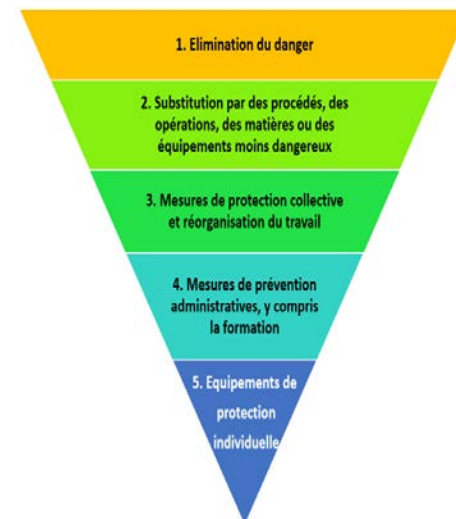 1. Elimination du danger
2. Substitution par des procédés, des
opérations, des matières ou des
équipements moins dangereux
3. Mesures de protection collective
et réorganisation du travail
4. Mesures de prévention
administratives, y compris
la formation
5. Equipements de
protection
individuelle